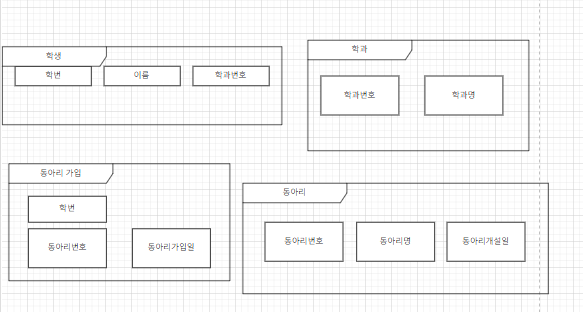 학생
학번 이름 학과번호
학과
학과번호 학과명
동아리 가입
학번
동아리번호 동아리가입일
동아리
동아리번호 동아리명 동아리개설일